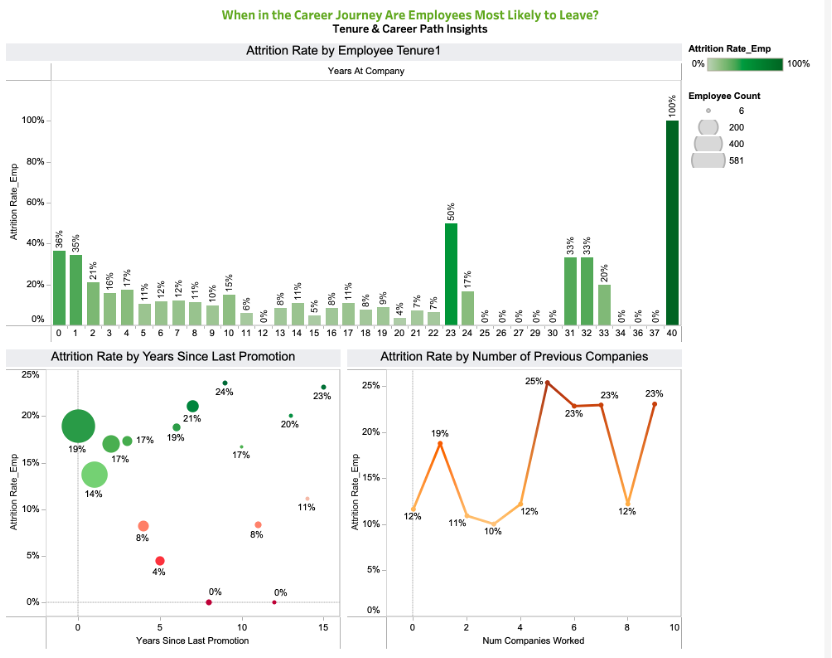 When in the Career Journey Are Employees Most Likely to Leave?
Tenure & Career Path Insights
Attrition Rate by Employee Tenure1
Years At Company
Attrition Rate_Emp
100%
80%
60%
40%
20%
0%
36% 35% 21% 16% 17% 11% 12% 12% 11% 10% 15% 6% 0% 8% 11% 5% 8% 11% 8% 9% 4% 7% 7% 50% 17% 0% 0% 0% 0% 0% 33% 33% 20% 0% 0% 0% 100%
0 1 2 3 4 5 6 7 8 9 10 11 12 13 14 15 16 17 18 19 20 21 22 23 24 25 26 27 29 30 31 32 33 34 36 37 40
Attrition Rate_Emp
0% 100%
Employee Count
6
200
400
581
Attrition Rate by Years Since Last Promotion
Attrition Rate_Emp
25%
20%
15%
10%
5%
0%
19% 14% 17% 17% 8% 4% 19% 21% 0% 24% 17% 8% 0% 20% 11% 23%
0 5 10 15
Years Since Last Promotion
Attrition Rate by Number of Previous Companies
Attrition Rate_Emp
25%
20%
15%
10%
5%
0%
12% 19% 11% 10% 12% 25% 23% 23% 12% 23%
0 2 4 6 8 10
Num Companies Worked